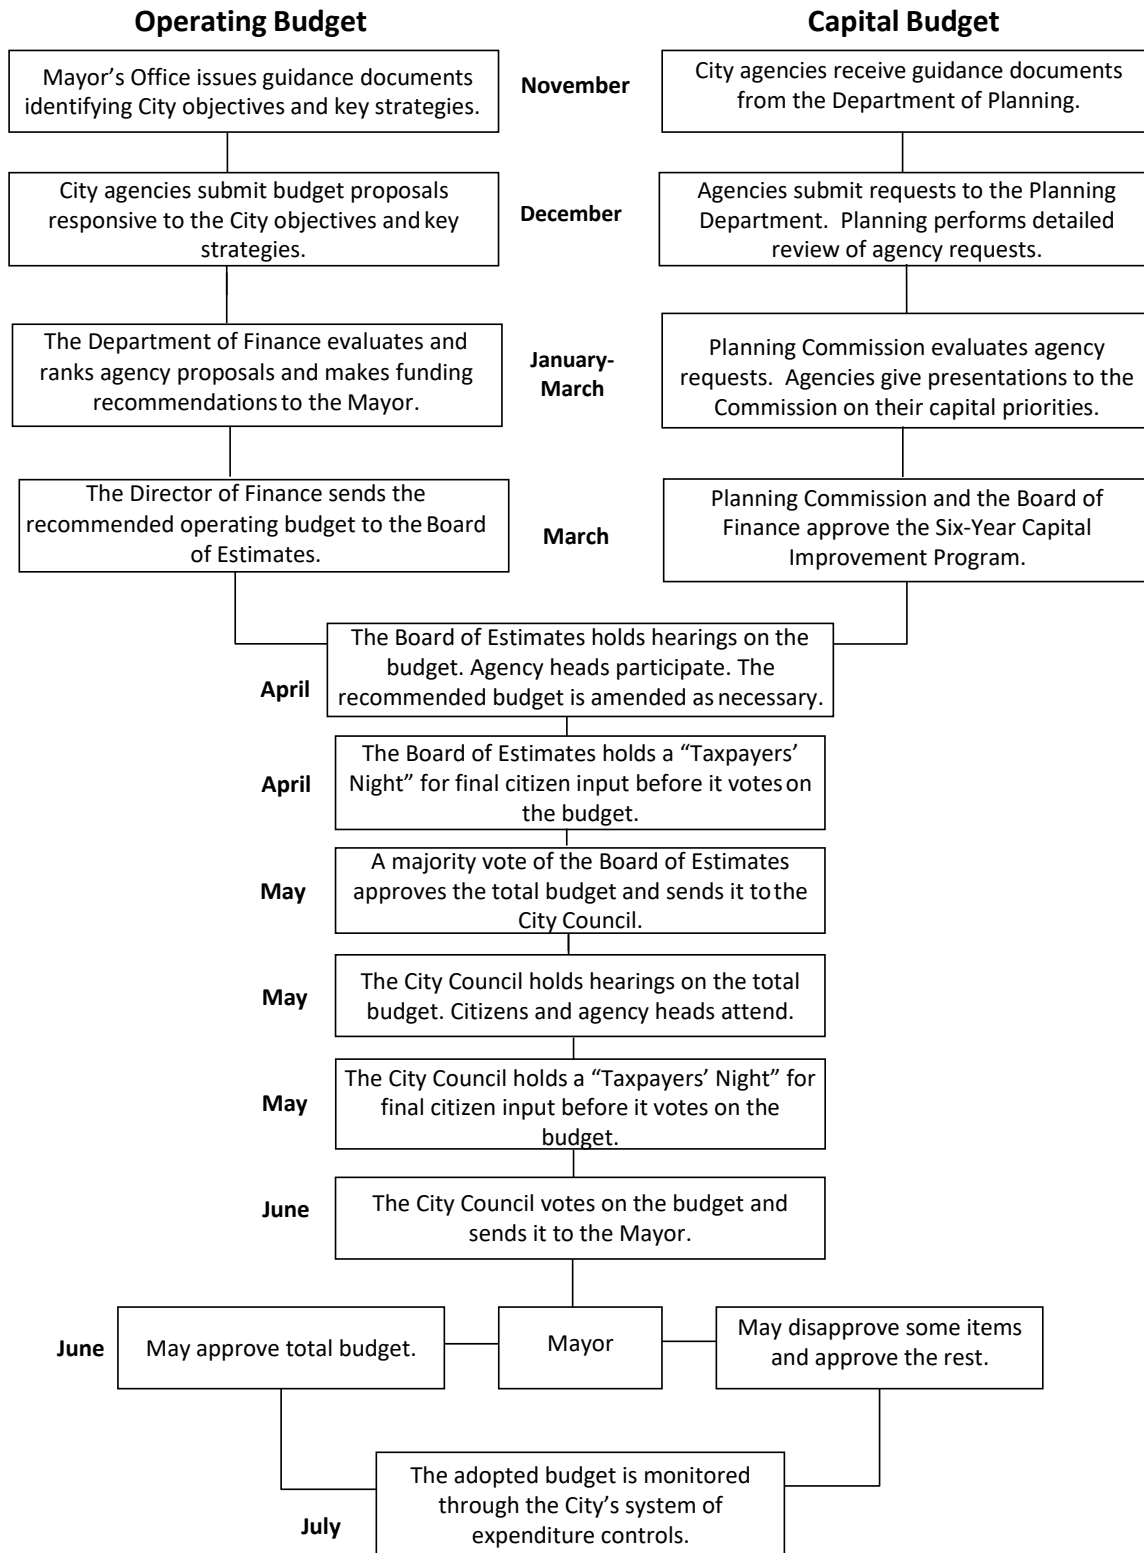 Operating Budget
Capital Budget
Mayor’s Office issues guidance documents
identifying City objectives and key strategies.
November
City agencies receive guidance documents
from the Department of Planning.
City agencies submit budget proposals
responsive to the City objectives and key
strategies.
December
Agencies submit requests to the Planning
Department. Planning performs detailed
review of agency requests.
The Department of Finance evaluates and
ranks agency proposals and makes funding
recommendations to the Mayor.
January-
March
Planning Commission evaluates agency
requests. Agencies give presentations to the
Commission on their capital priorities.
The Director of Finance sends the
recommended operating budget to the Board
of Estimates.
March
Planning Commission and the Board of
Finance approve the Six-Year Capital
Improvement Program.
April
The Board of Estimates holds hearings on the
budget. Agency heads participate. The
recommended budget is amended as necessary.
April
The Board of Estimates holds a “Taxpayers’
Night” for final citizen input before it votes on
the budget.
May
A majority vote of the Board of Estimates
approves the total budget and sends it to the
City Council.
May
The City Council holds hearings on the total
budget. Citizens and agency heads attend.
May
The City Council holds a “Taxpayers’ Night” for
final citizen input before it votes on the
budget.
June
The City Council votes on the budget and
sends it to the Mayor.
June
May approve total budget.
Mayor
May disapprove some items
and approve the rest.
July
The adopted budget is monitored
through the City’s system of
expenditure controls.